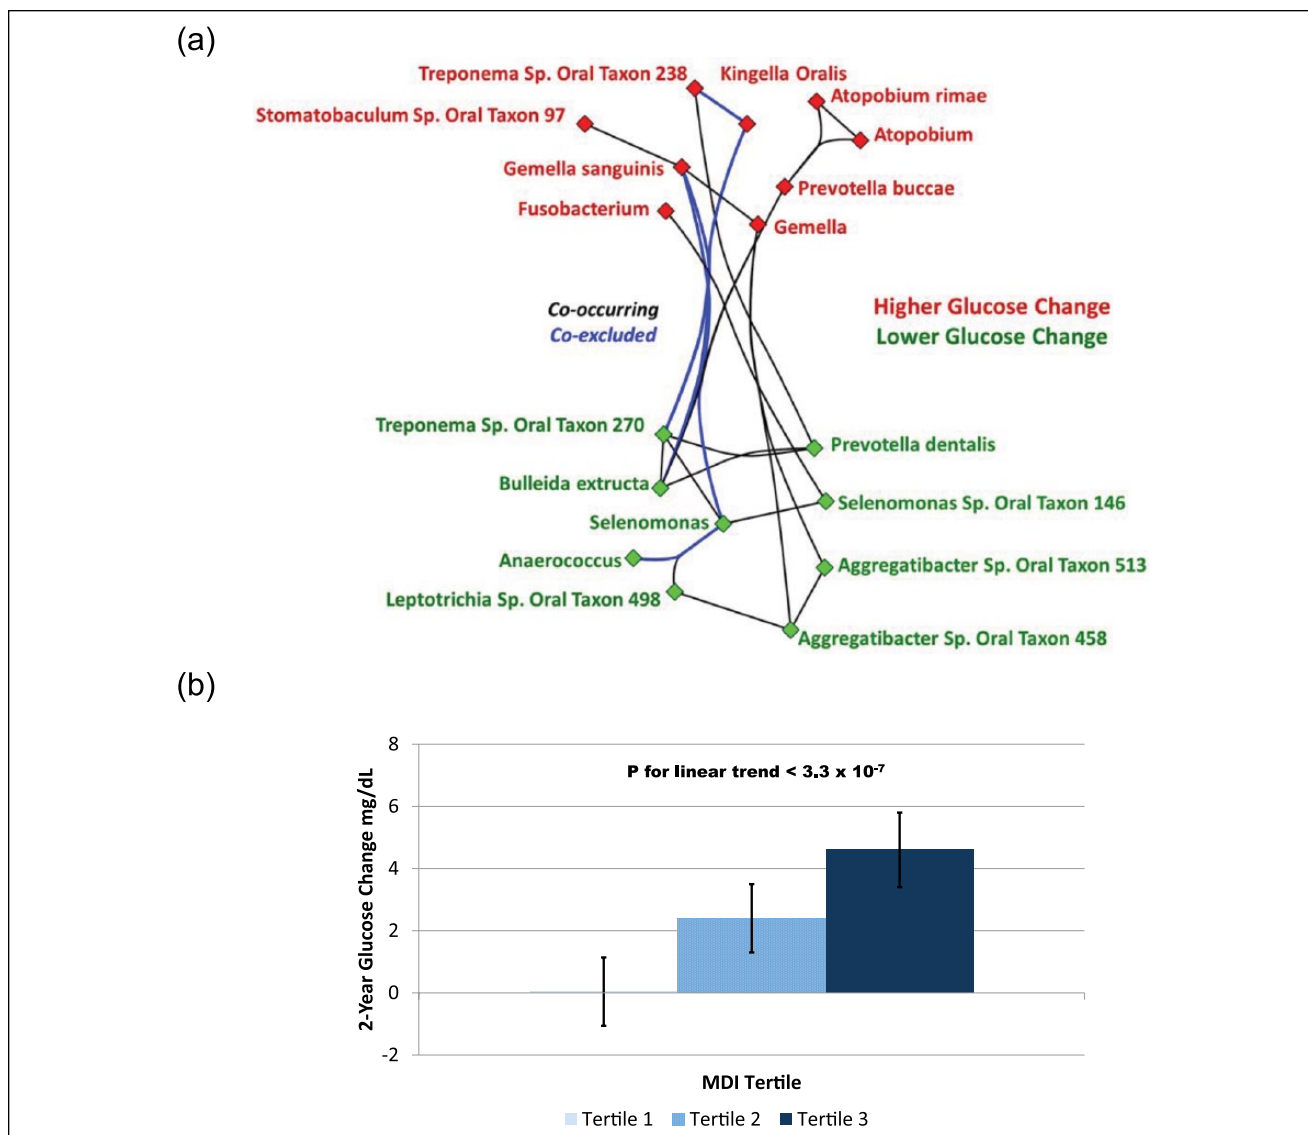 (a)
Treponema Sp. Oral Taxon 238
Kingella Oralis
Atopobium rimae
Stomatobaculum Sp. Oral Taxon 97
Atopobium
Gemella sanguinis
Prevotella buccae
Fusobacterium
Gemella
Co-occurring
Co-excluded
Higher Glucose Change
Lower Glucose Change
Treponema Sp. Oral Taxon 270
Prevotella dentalis
Bulleida extructa
Selenomonas Sp. Oral Taxon 146
Selenomonas
Anaerococcus
Aggregatibacter Sp. Oral Taxon 513
Leptotrichia Sp. Oral Taxon 498
Aggregatibacter Sp. Oral Taxon 458
(b)
8
6
4
2
0
-2
2-Year Glucose Change mg/dL
P for linear trend < 3.3 x 10⁻⁷
MDI Tertile
Tertile 1 Tertile 2 Tertile 3